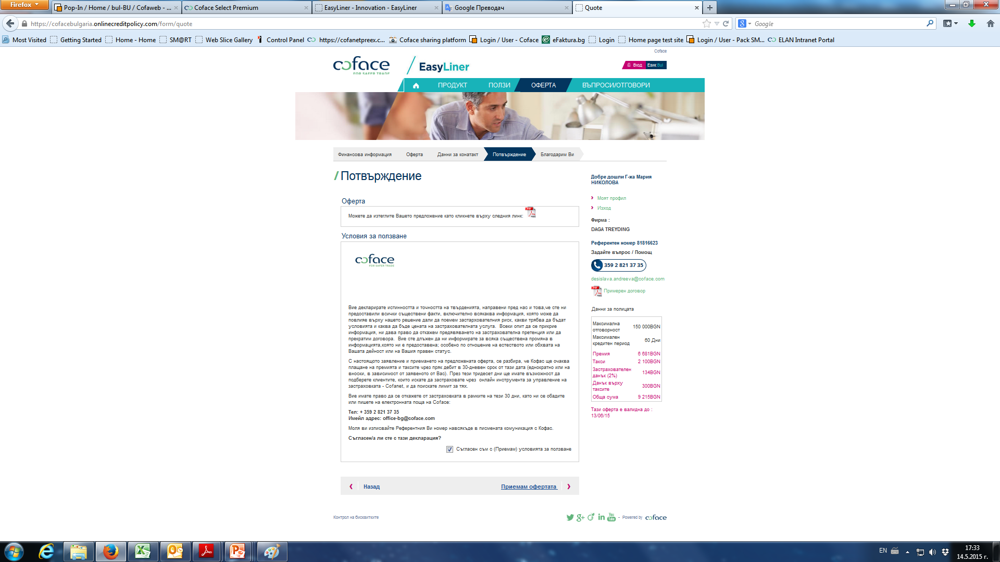 Firefox
Pop-In / Home / bul-BU / Cofaweb - ...
Coface Select Premium
EasyLiner - Innovation - EasyLiner
Google Преводач
Quote
https://cofacebulgaria.onlinecreditpolicy.com/form/quote
Google
Most Visited
Getting Started
Home - Home
SM@RT
Web Slice Gallery
Control Panel
https://cofanetpreex.c...
Coface sharing platform
Login / User - Coface
eFaktura.bg
Login
Home page test site
Login / User - Pack SM...
ELAN Intranet Portal
Coface
coface
FOR SAFER TRADE
EasyLiner
Вход
Език Bul
ПРОДУКТ
ПОЛЗИ
ОФЕРТА
ВЪПРОСИ/ОТГОВОРИ
Финансова информация
Оферта
Данни за конатакт
Потвърждение
Благодарим Ви
/ Потвърждение
Оферта
Можете да изтеглите Вашето предложение като кликнете върху следния линк:
Условия за ползване
coface
FOR SAFER TRADE
Вие декларирате истинността и точността на твърденията, направени пред нас и това,че сте ни
предоставили всички съществени факти, включително всякаква информация, която може да
повлияе върху нашето решение дали да поемем застархователния риск, какви трябва да бъдат
условията и каква да бъде цената на застрахователната услуга.  Всеки опит да се прикрие
информация, ни дава право да откажем предявяването на застрахователна претенция или да
прекратим договора.  Вие сте длъжен да ни информирате за всяка съществена промяна в
информацията,която ни е предоставена; особено по отношение на естеството или обхвата на
Вашата дейност или на Вашия правен статус.
С настоящото заявление и приемането на предложената оферта, се разбира, че Кофас ще очаква
плащане на премията и таксите чрез пряк дебит в 30-дневен срок от тази дата (еднократно или на
вноски, в зависимост от заявеното от Вас). През тези тридесет дни ще имате възможност да
подберете клиентите, които искате да застраховате чрез  онлайн инструмента за управление на
застраховката - Cofanet, и да поискате лимит за тях.
Вие имате право да се откажете от застраховката в рамките на тези 30 дни, като ни се обадите
или пишете на електронната поща на Coface:
Тел: + 359 2 821 37 35
Имейл адрес: office-bg@coface.com
Моля ви изписвайте Референтния Ви номер навсякъде в писмената комуникация с Кофас.
Съгласен/а ли сте с тази декларация?
Съгласен съм с (Приемам) условията за ползване
Назад
Приемам офертата
Добре дошли Г-жа Мария
НИКОЛОВА
Моят профил
Изход
Фирма :
DAGA TREYDING
Референтен номер 81816623
Задайте въпрос / Помощ
359 2 821 37 35
desislava.andreeva@coface.com
Примерен договор
Данни за полицата
Максимална
отговорност 150 000BGN
Максимален
кредитен период 60 Дни
Премия 6 681BGN
Такси 2 100BGN
Застрахователен
данък (2%) 134BGN
Данък върху
таксите 300BGN
Обща сума 9 215BGN
Тази оферта е валидна до :
13/06/15
Контрол на бисквитките
- Powered by coface
EN
17:33
14.5.2015 г.